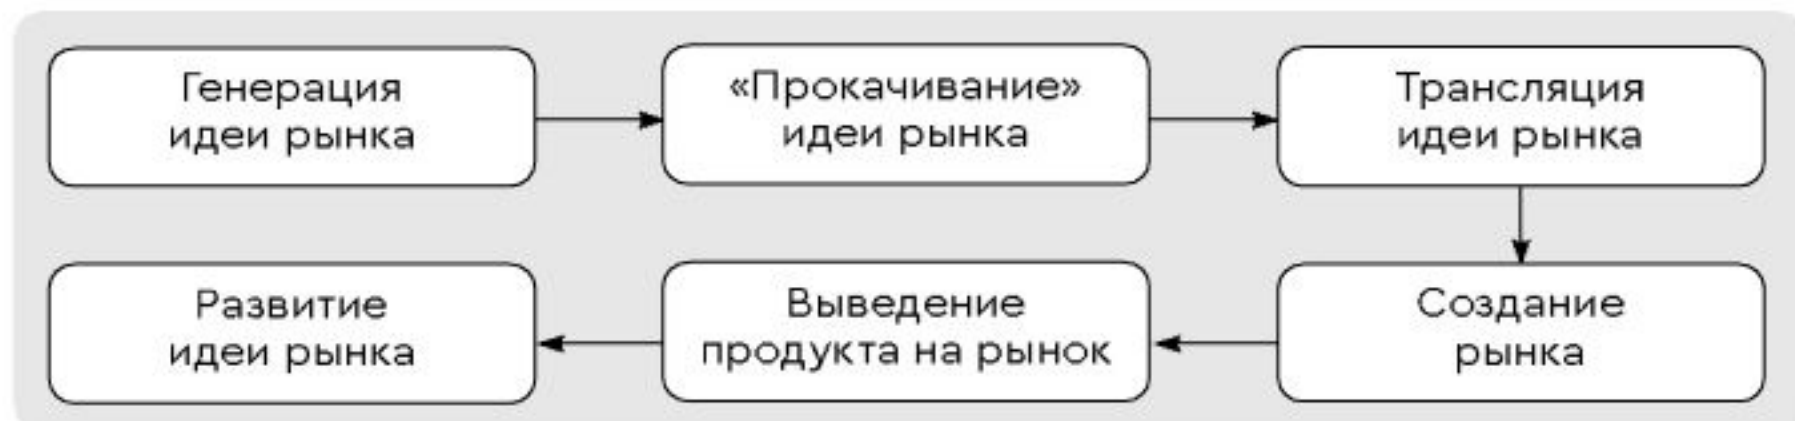 Генерация
идеи рынка
«Прокачивание»
идеи рынка
Трансляция
идеи рынка
Создание
рынка
Выведение
продукта на рынок
Развитие
идеи рынка